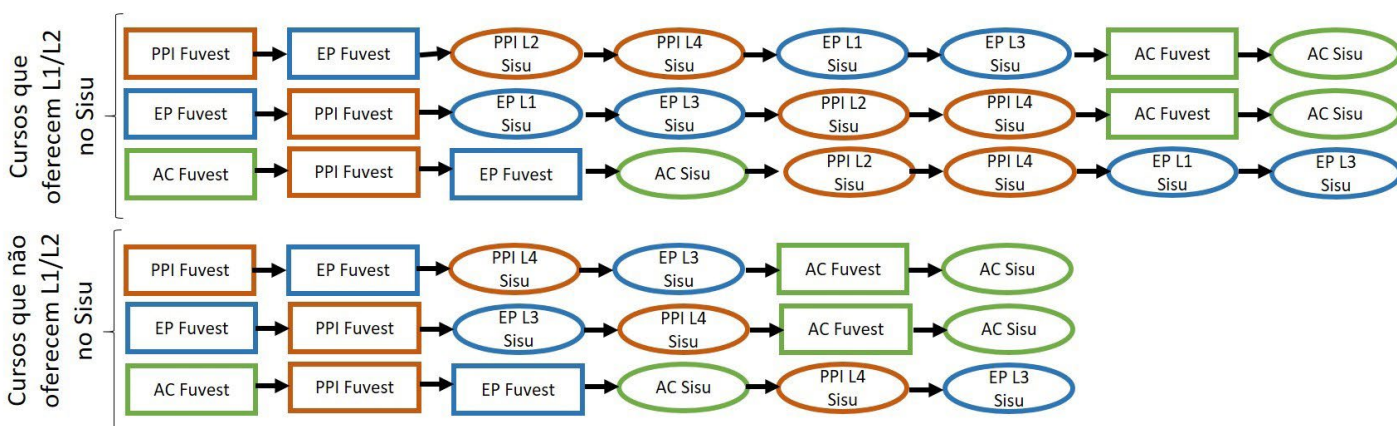 Cursos que
oferecem L1/L2
no Sisu
PPI Fuvest
EP Fuvest
PPI L2
Sisu
PPI L4
Sisu
EP L1
Sisu
EP L3
Sisu
AC Fuvest
AC Sisu
EP Fuvest
PPI Fuvest
EP L1
Sisu
EP L3
Sisu
PPI L2
Sisu
PPI L4
Sisu
AC Fuvest
AC Sisu
AC Fuvest
PPI Fuvest
EP Fuvest
AC Sisu
PPI L2
Sisu
PPI L4
Sisu
EP L1
Sisu
EP L3
Sisu
Cursos que não
oferecem L1/L2
no Sisu
PPI Fuvest
EP Fuvest
PPI L4
Sisu
EP L3
Sisu
AC Fuvest
AC Sisu
EP Fuvest
PPI Fuvest
EP L3
Sisu
PPI L4
Sisu
AC Fuvest
AC Sisu
AC Fuvest
PPI Fuvest
EP Fuvest
AC Sisu
PPI L4
Sisu
EP L3
Sisu